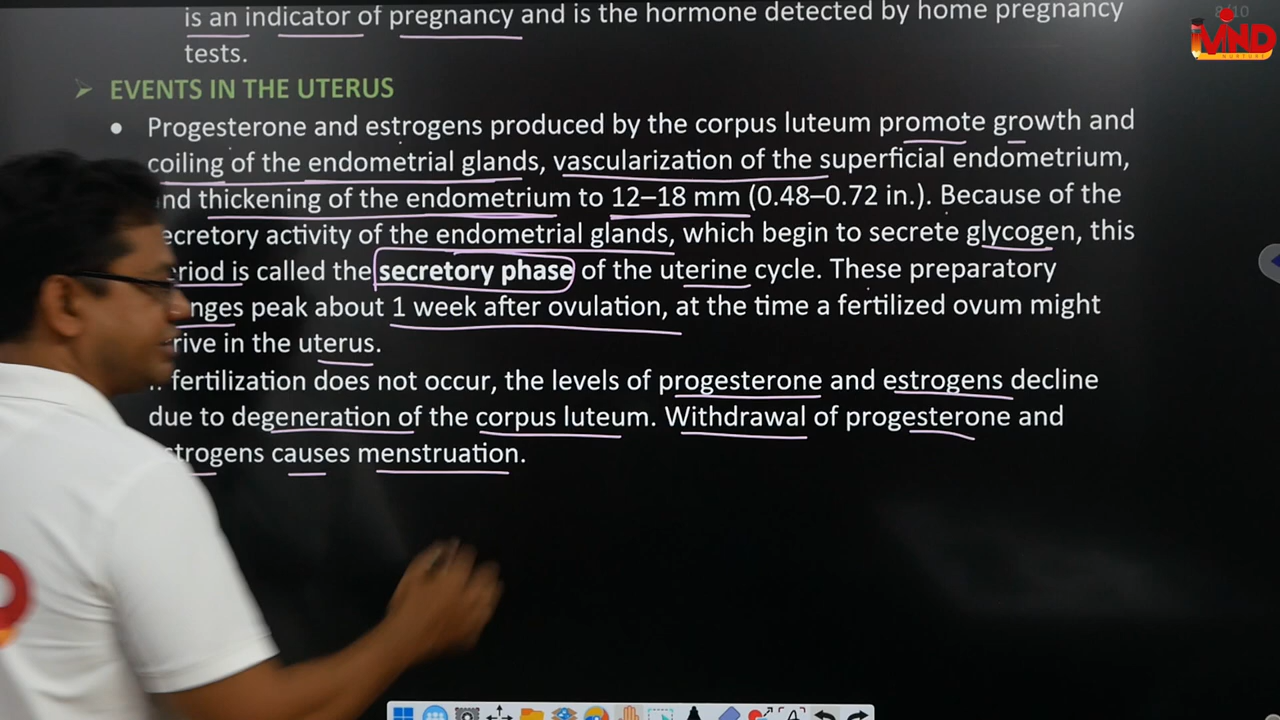 is an indicator of pregnancy and is the hormone detected by home pregnancy
tests.
8/10
MIND
NURTURE
EVENTS IN THE UTERUS
Progesterone and estrogens produced by the corpus luteum promote growth and
coiling of the endometrial glands, vascularization of the superficial endometrium,
nd thickening of the endometrium to 12–18 mm (0.48–0.72 in.). Because of the
ecretory activity of the endometrial glands, which begin to secrete glycogen, this
riod is called the secretory phase of the uterine cycle. These preparatory
nges peak about 1 week after ovulation, at the time a fertilized ovum might
rive in the uterus.
fertilization does not occur, the levels of progesterone and estrogens decline
due to degeneration of the corpus luteum. Withdrawal of progesterone and
trogens causes menstruation.